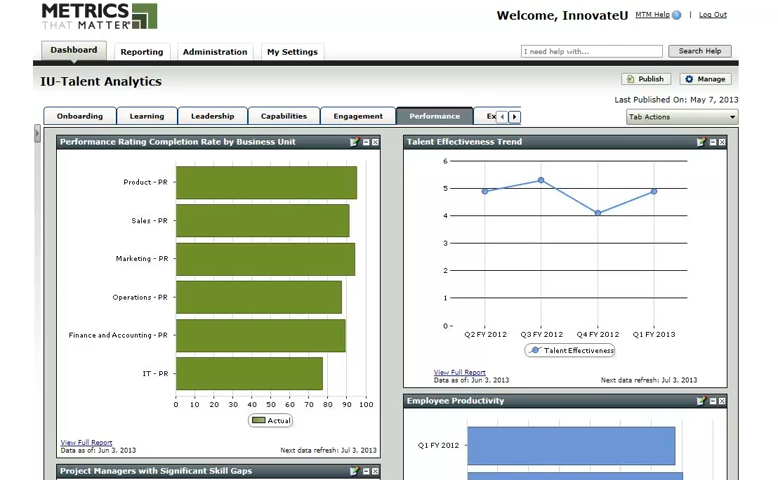 METRICS
THAT MATTER®
Welcome, InnovateU
MTM Help ? | Log Out
Dashboard
Reporting
Administration
My Settings
I need help with...
Search Help
IU-Talent Analytics
Publish
Manage
Last Published On: May 7, 2013
Onboarding
Learning
Leadership
Capabilities
Engagement
Performance
Ex
Tab Actions
Performance Rating Completion Rate by Business Unit
Product - PR
Sales - PR
Marketing - PR
Operations - PR
Finance and Accounting - PR
IT - PR
0 10 20 30 40 50 60 70 80 90 100
Actual
View Full Report
Data as of: Jun 3, 2013
Next data refresh: Jul 3, 2013
Project Managers with Significant Skill Gaps
Talent Effectiveness Trend
6
5
4
3
2
1
0
Q2 FY 2012 Q3 FY 2012 Q4 FY 2012 Q1 FY 2013
Talent Effectiveness
View Full Report
Data as of: Jun 3, 2013
Next data refresh: Jul 3, 2013
Employee Productivity
Q1 FY 2012